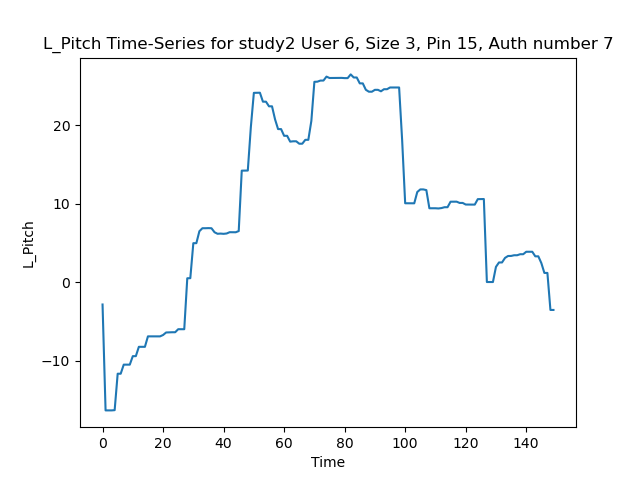 L_Pitch Time-Series for study2 User 6, Size 3, Pin 15, Auth number 7
20
10
0
−10
L_Pitch
0 20 40 60 80 100 120 140
Time